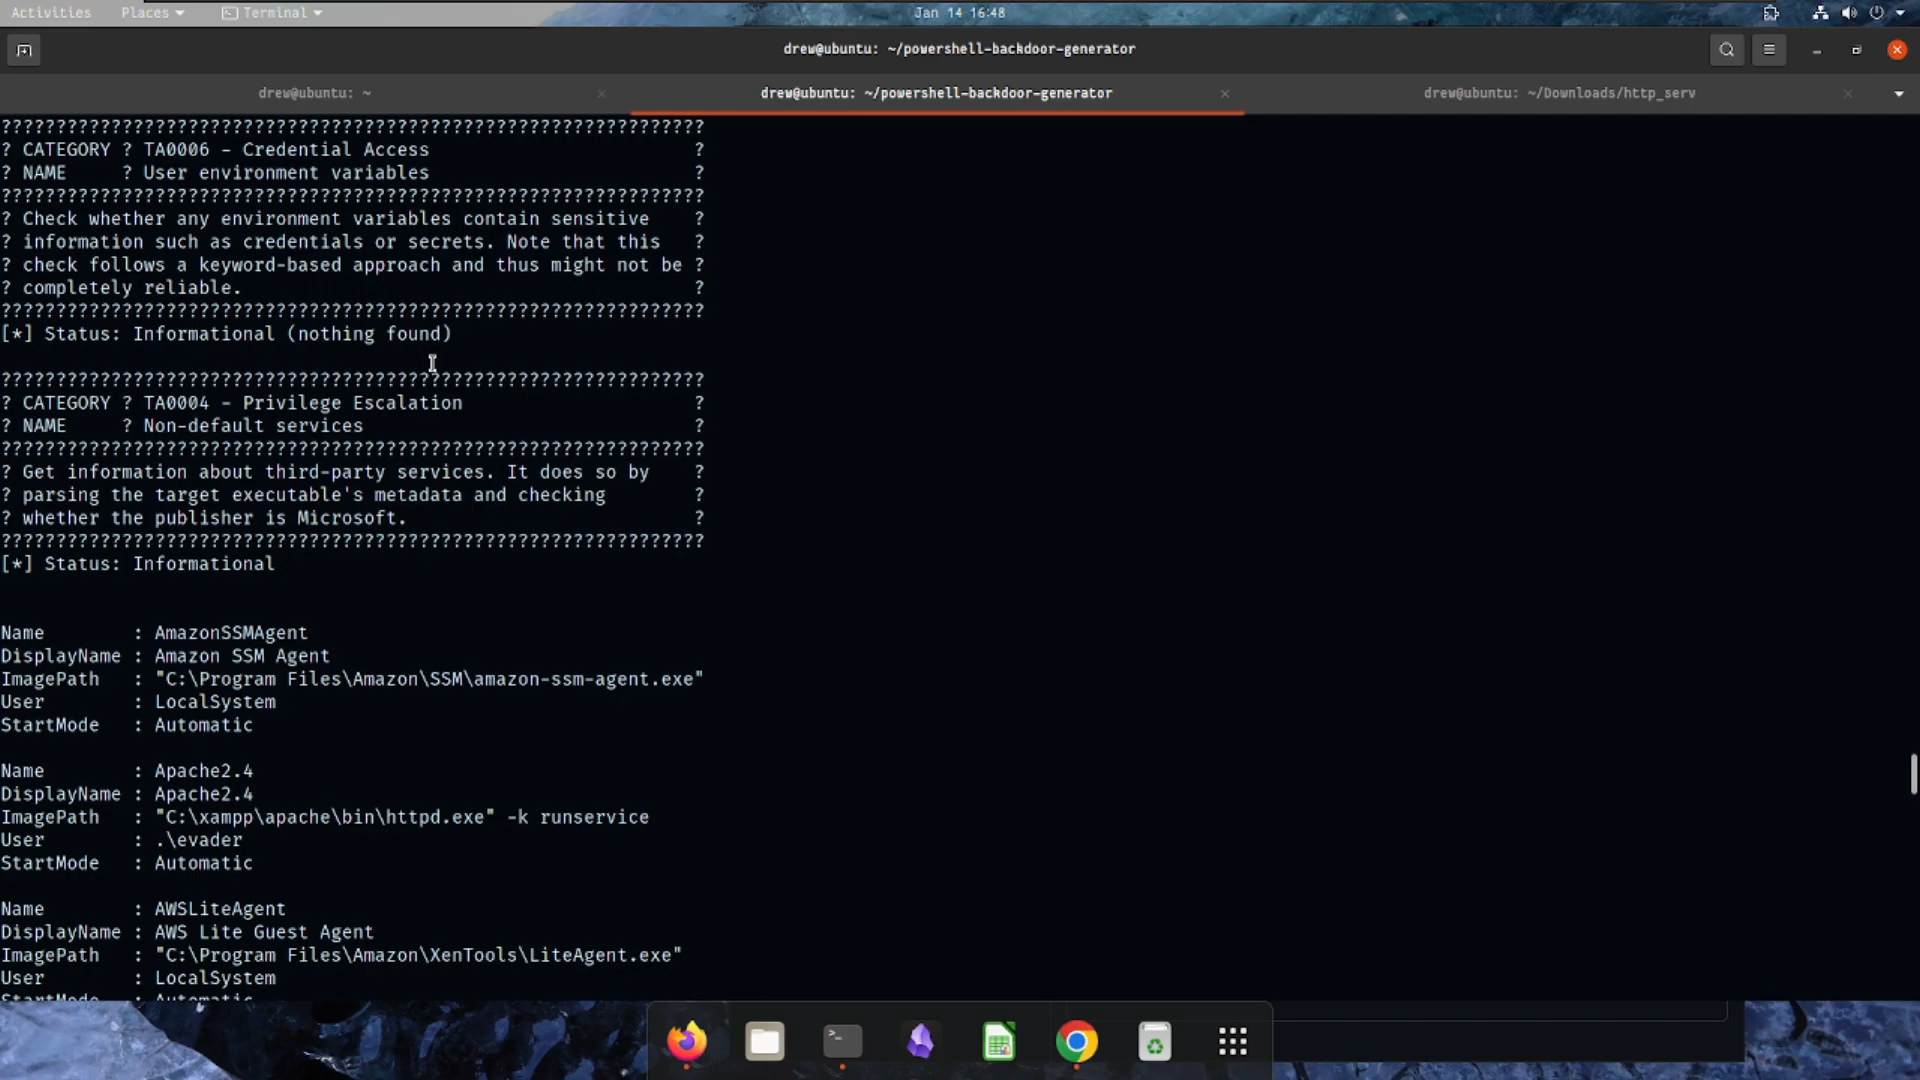 Activities Places Terminal Jan 14 16:48
drew@ubuntu: ~/powershell-backdoor-generator
drew@ubuntu: ~ drew@ubuntu: ~/powershell-backdoor-generator drew@ubuntu: ~/Downloads/http_serv
????????????????????????????????????????????????????????????????
? CATEGORY ? TA0006 - Credential Access ?
? NAME ? User environment variables ?
????????????????????????????????????????????????????????????????
? Check whether any environment variables contain sensitive ?
? information such as credentials or secrets. Note that this ?
? check follows a keyword-based approach and thus might not be ?
? completely reliable. ?
????????????????????????????????????????????????????????????????
[*] Status: Informational (nothing found)
????????????????????????????????????????????????????????????????
? CATEGORY ? TA0004 - Privilege Escalation ?
? NAME ? Non-default services ?
????????????????????????????????????????????????????????????????
? Get information about third-party services. It does so by ?
? parsing the target executable's metadata and checking ?
? whether the publisher is Microsoft. ?
????????????????????????????????????????????????????????????????
[*] Status: Informational
Name : AmazonSSMAgent
DisplayName : Amazon SSM Agent
ImagePath : "C:\Program Files\Amazon\SSM\amazon-ssm-agent.exe"
User : LocalSystem
StartMode : Automatic
Name : Apache2.4
DisplayName : Apache2.4
ImagePath : "C:\xampp\apache\bin\httpd.exe" -k runservice
User : .\evader
StartMode : Automatic
Name : AWSLiteAgent
DisplayName : AWS Lite Guest Agent
ImagePath : "C:\Program Files\Amazon\XenTools\LiteAgent.exe"
User : LocalSystem
StartMode : Automatic